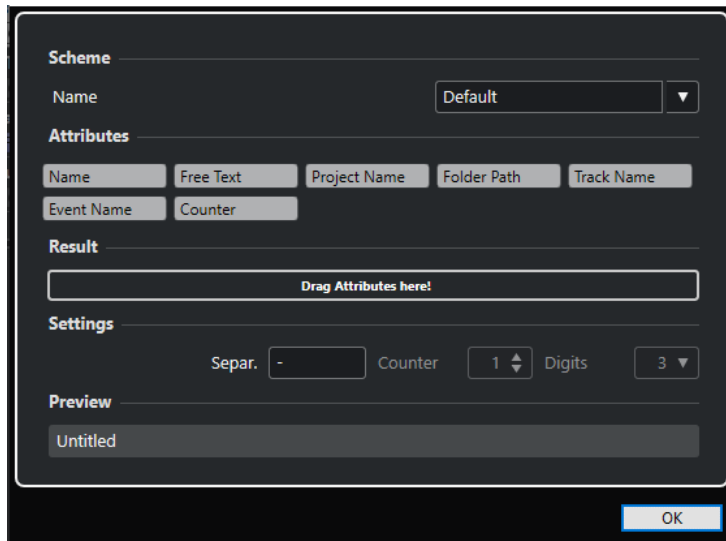 Scheme
Name Default
Attributes
Name Free Text Project Name Folder Path Track Name
Event Name Counter
Result
Drag Attributes here!
Settings
Separ. - Counter 1 Digits 3
Preview
Untitled
OK